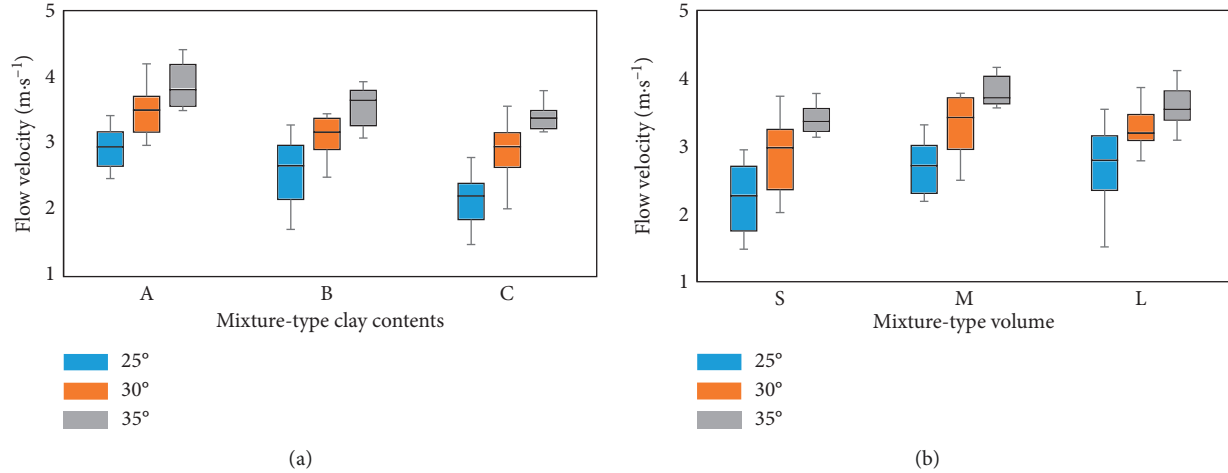 5
4
3
2
1
Flow velocity (m·s⁻¹)
A B C
Mixture-type clay contents
25°
30°
35°
(a)
5
4
3
2
1
Flow velocity (m·s⁻¹)
S M L
Mixture-type volume
25°
30°
35°
(b)